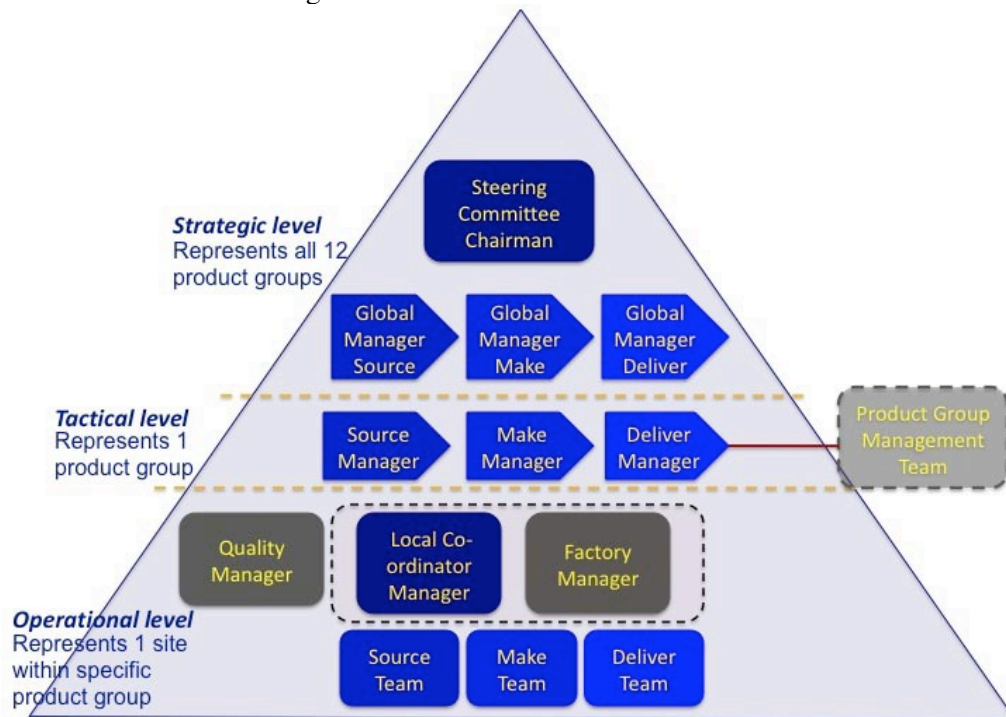 Steering
Committee
Chairman
Strategic level
Represents all 12
product groups
Global
Manager
Source
Global
Manager
Make
Global
Manager
Deliver
Tactical level
Represents 1
product group
Source
Manager
Make
Manager
Deliver
Manager
Product Group
Management
Team
Quality
Manager
Local Co-
ordinator
Manager
Factory
Manager
Operational level
Represents 1 site
within specific
product group
Source
Team
Make
Team
Deliver
Team